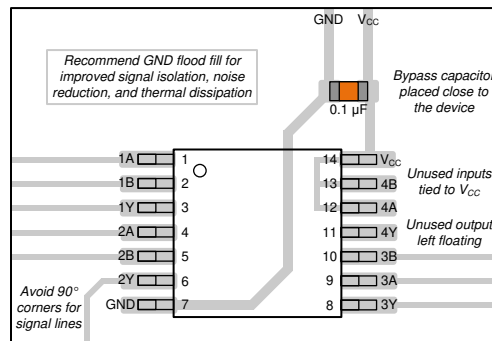 GND VCC
Recommend GND flood fill for
improved signal isolation, noise
reduction, and thermal dissipation
Bypass capacitor
placed close to
the device
0.1 µF
1A 1 14 VCC
1B 2 13 4B
1Y 3 12 4A
2A 4 11 4Y
2B 5 10 3B
2Y 6 9 3A
GND 7 8 3Y
Unused inputs
tied to VCC
Unused output
left floating
Avoid 90°
corners for
signal lines